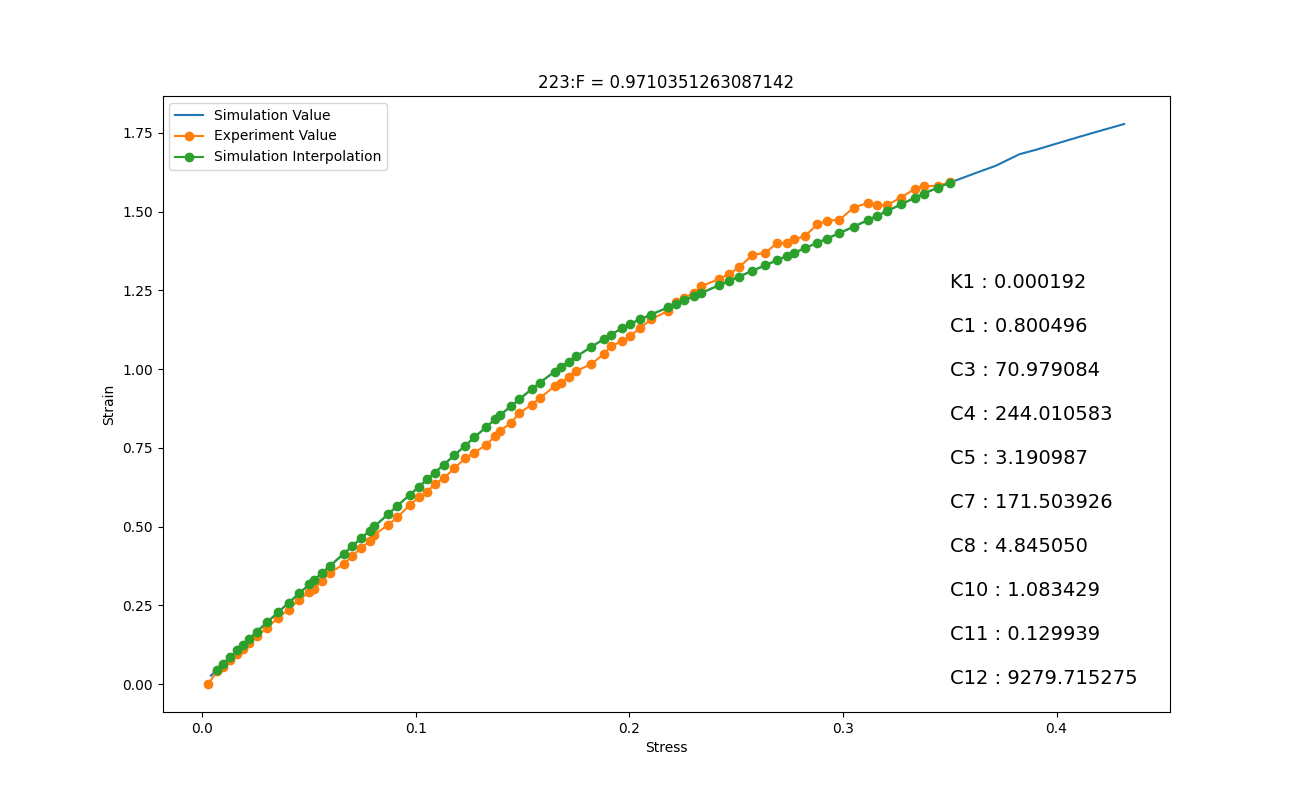 223:F = 0.9710351263087142
Simulation Value
Experiment Value
Simulation Interpolation
1.75
1.50
1.25
1.00
0.75
0.50
0.25
0.00
Strain
K1 : 0.000192
C1 : 0.800496
C3 : 70.979084
C4 : 244.010583
C5 : 3.190987
C7 : 171.503926
C8 : 4.845050
C10 : 1.083429
C11 : 0.129939
C12 : 9279.715275
0.0 0.1 0.2 0.3 0.4
Stress